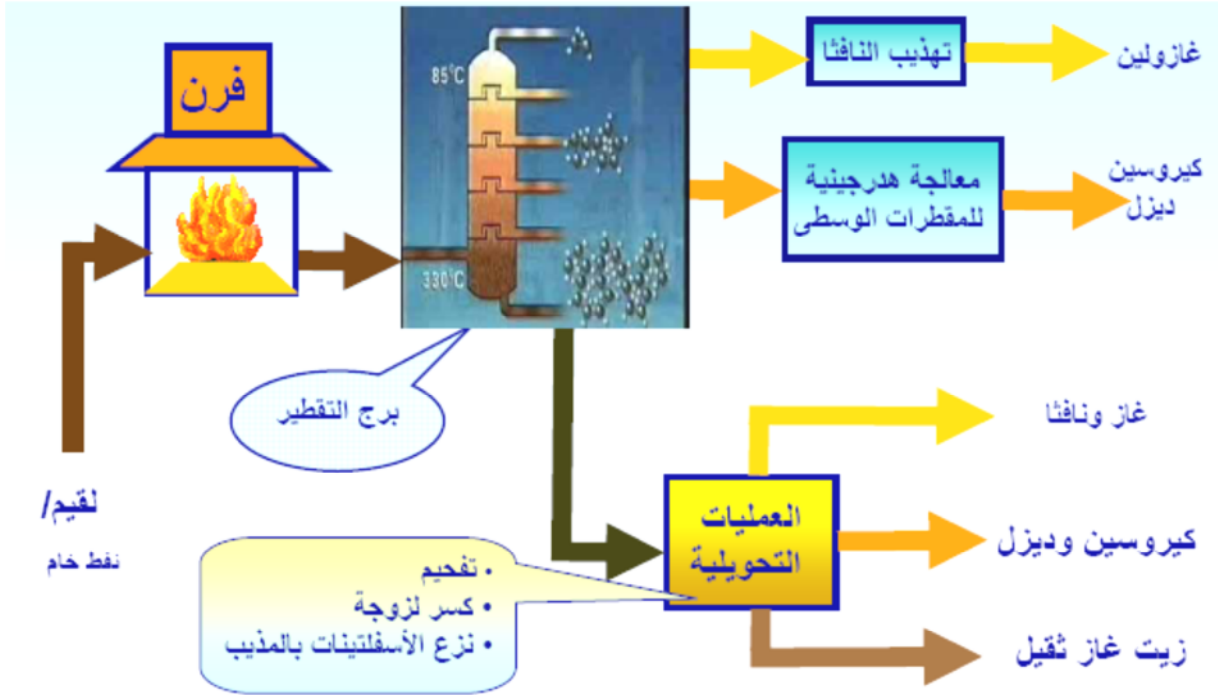 فرن
85°C
330°C
تهذيب النافثا
غازولين
معالجة هدرجينية
للمقطرات الوسطى
كيروسين
ديزل
برج التقطير
لقيم/
نفط خام
غاز ونافثا
العمليات
التحويلية
كيروسين وديزل
• تفحيم
• كسر لزوجة
• نزع الأسفلتينات بالمذيب
زيت غاز ثقيل